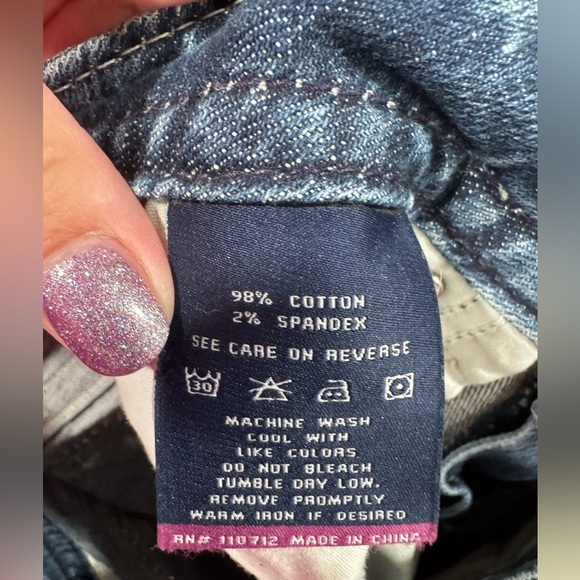 98% COTTON
2% SPANDEX
SEE CARE ON REVERSE
30
MACHINE WASH
COOL WITH
LIKE COLORS
DO NOT BLEACH
TUMBLE DRY LOW.
REMOVE PROMPTLY
WARM IRON IF DESIRED
RN# 110712 MADE IN CHINA